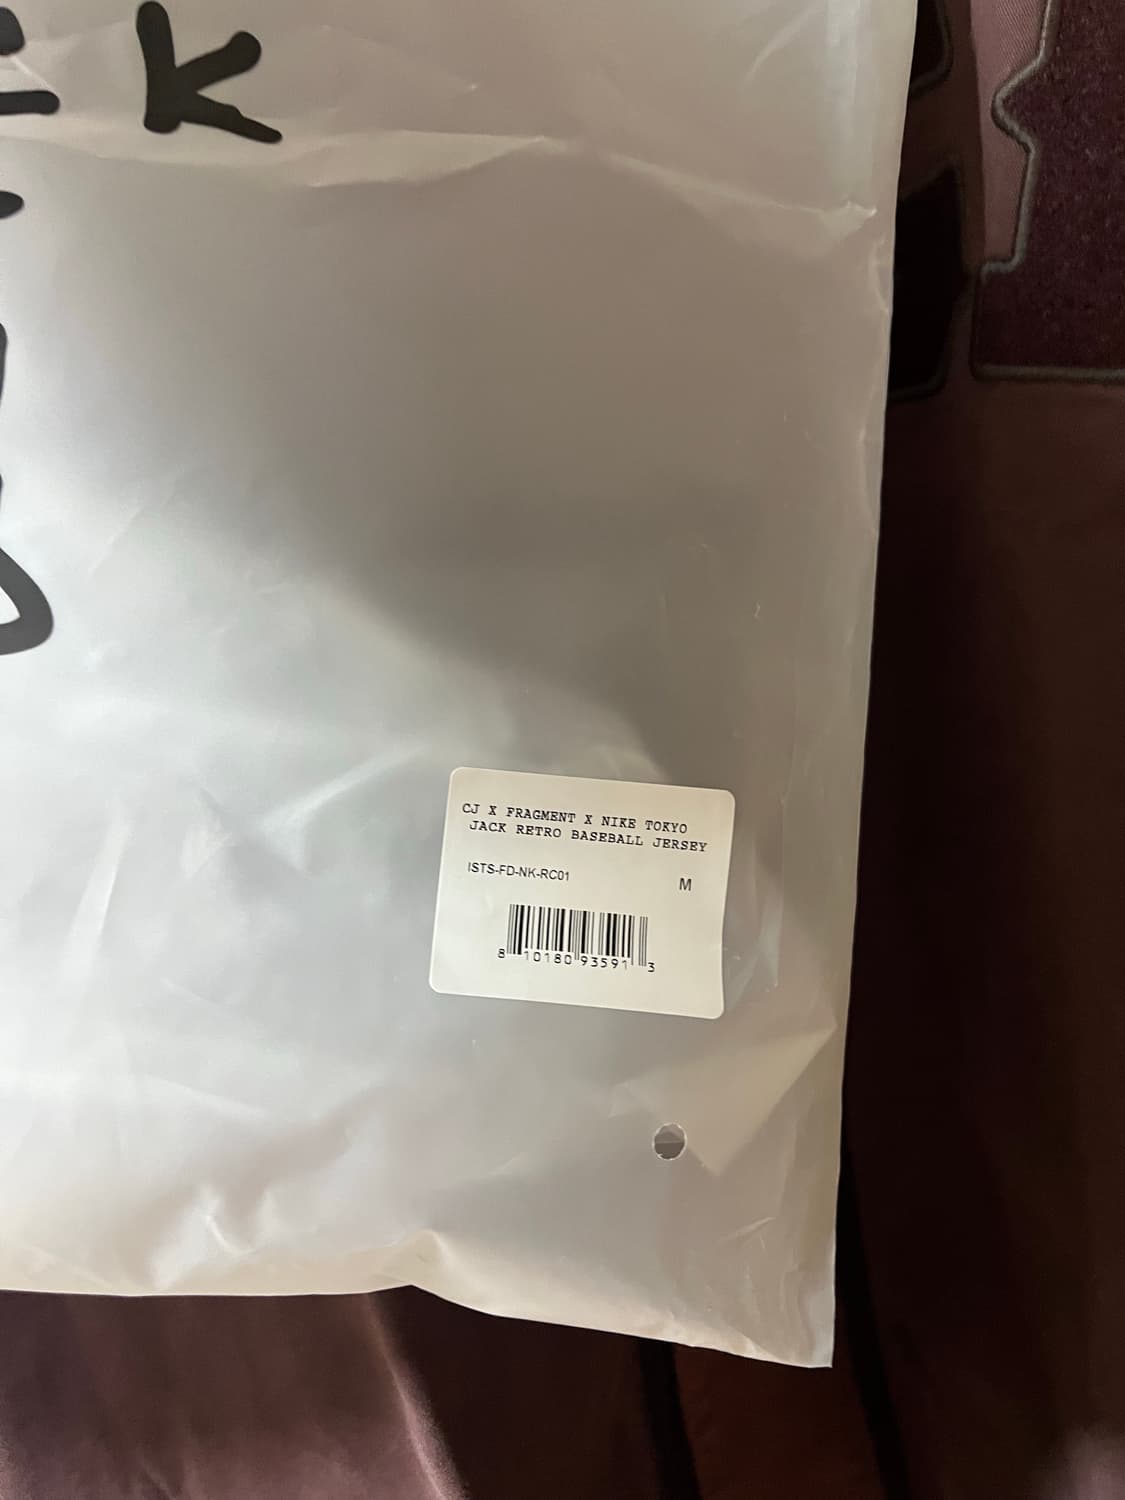 K
CJ X FRAGMENT X NIKE TOKYO
JACK RETRO BASEBALL JERSEY
ISTS-FD-NK-RC01
M
8 10180 93591 3